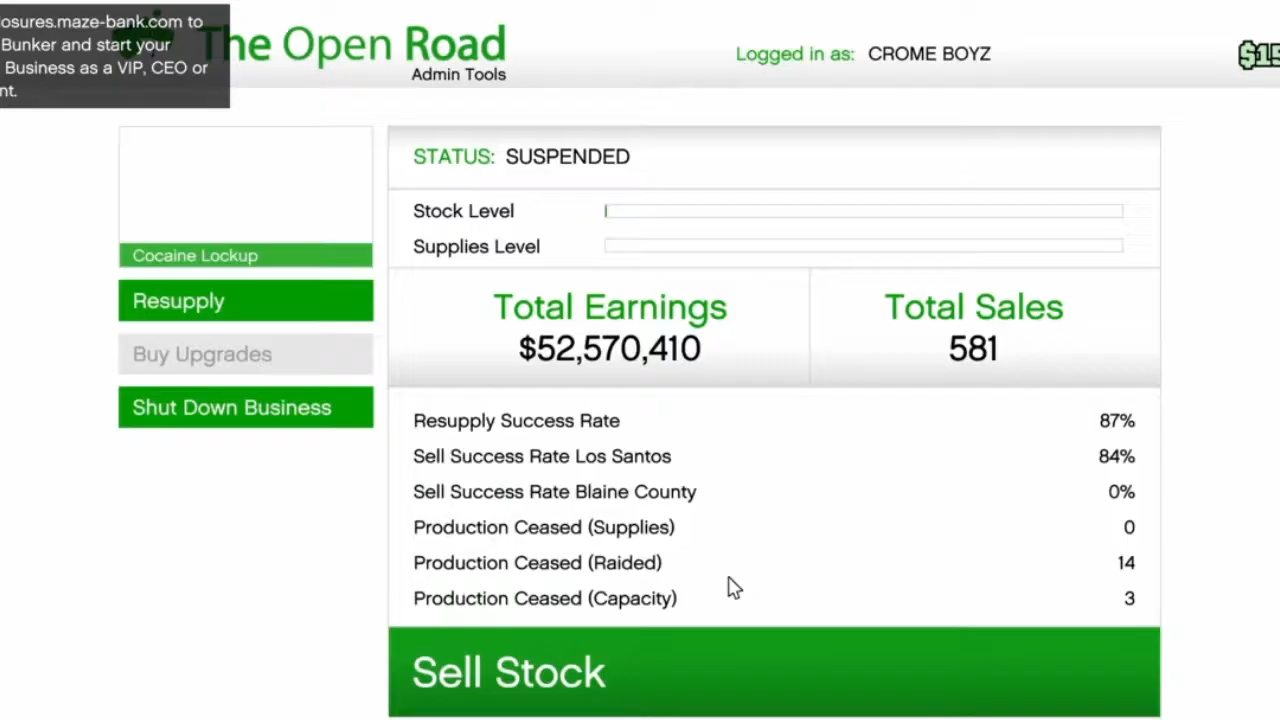 losures.maze-bank.com to
Bunker and start your
Business as a VIP, CEO or
nt.
The Open Road
Admin Tools
Logged in as: CROME BOYZ
Cocaine Lockup
Resupply
Buy Upgrades
Shut Down Business
STATUS: SUSPENDED
Stock Level
Supplies Level
Total Earnings
$52,570,410
Total Sales
581
Resupply Success Rate 87%
Sell Success Rate Los Santos 84%
Sell Success Rate Blaine County 0%
Production Ceased (Supplies) 0
Production Ceased (Raided) 14
Production Ceased (Capacity) 3
Sell Stock